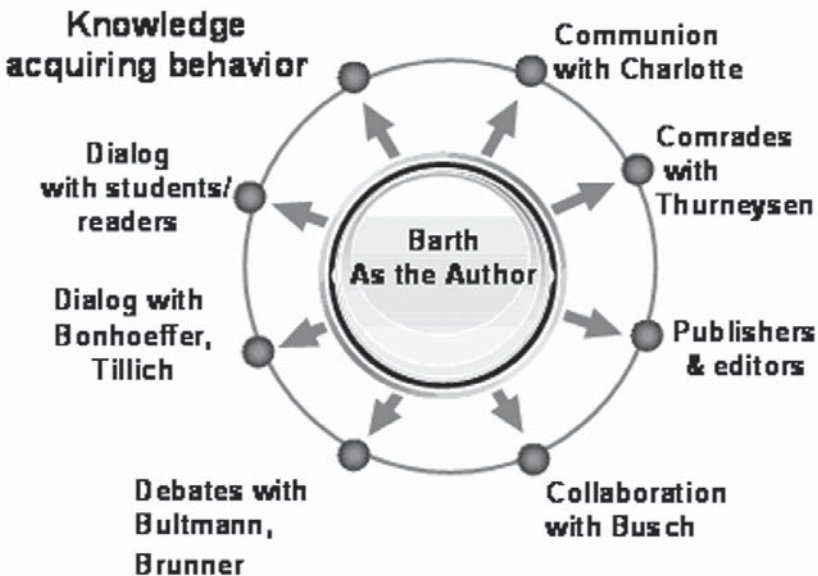 Knowledge
acquiring behavior
Communion
with Charlotte
Comrades
with
Thurneysen
Publishers
& editors
Collaboration
with Busch
Debates with
Bultmann,
Brunner
Dialog with
Bonhoeffer,
Tillich
Dialog
with students/
readers
Barth
As the Author